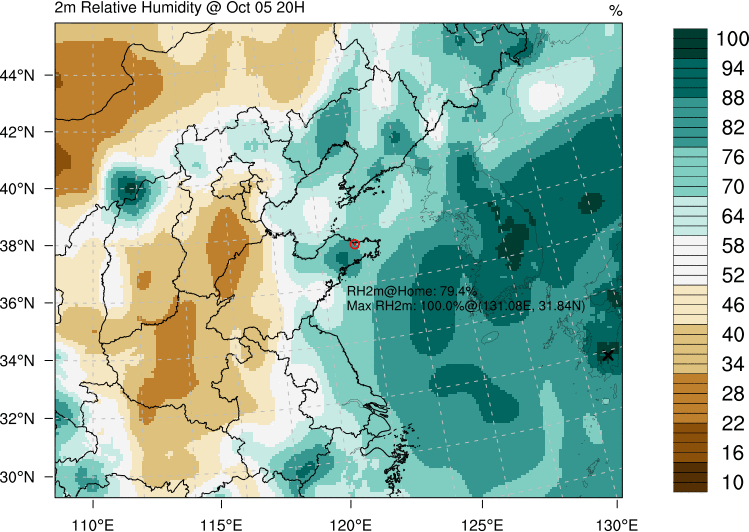 2m Relative Humidity @ Oct 05 20H
%
44°N
42°N
40°N
38°N
36°N
34°N
32°N
30°N
110°E
115°E
120°E
125°E
130°E
RH2m@Home: 79.4%
Max RH2m: 100.0%@(131.08E, 31.84N)
100
94
88
82
76
70
64
58
52
46
40
34
28
22
16
10